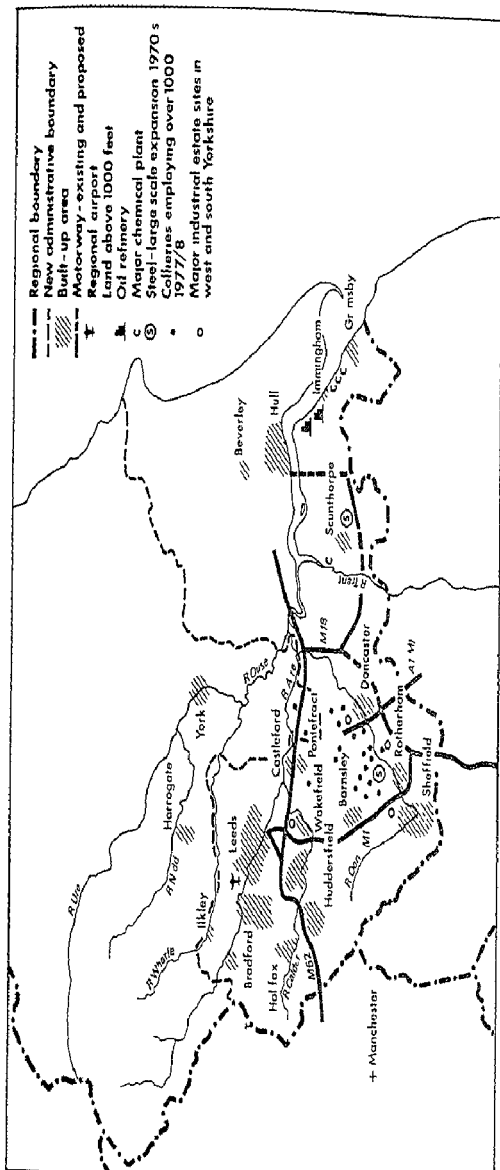 Regional boundary
New administrative boundary
Built-up area
Motorway-existing and proposed
Regional airport
Land above 1000 feet
Oil refinery
C Major chemical plant
S Steel-large scale expansion 1970 s
Collieries employing over 1000
1977/8
Major industrial estate sites in
west and south Yorkshire
R Ure
R Nidd
Harrogate
York
R Wharfe
Ilkley
R Ouse
Beverley
Hull
Leeds
Bradford
Castleford
R Aire
Halifax
R Calder
Pontefract
Wakefield
M62
Huddersfield
M18
Immingham
C C C
Grimsby
Scunthorpe
C
S
R Trent
Barnsley
Doncaster
A1 M1
S
Rotherham
M1
R Don
Sheffield
+ Manchester